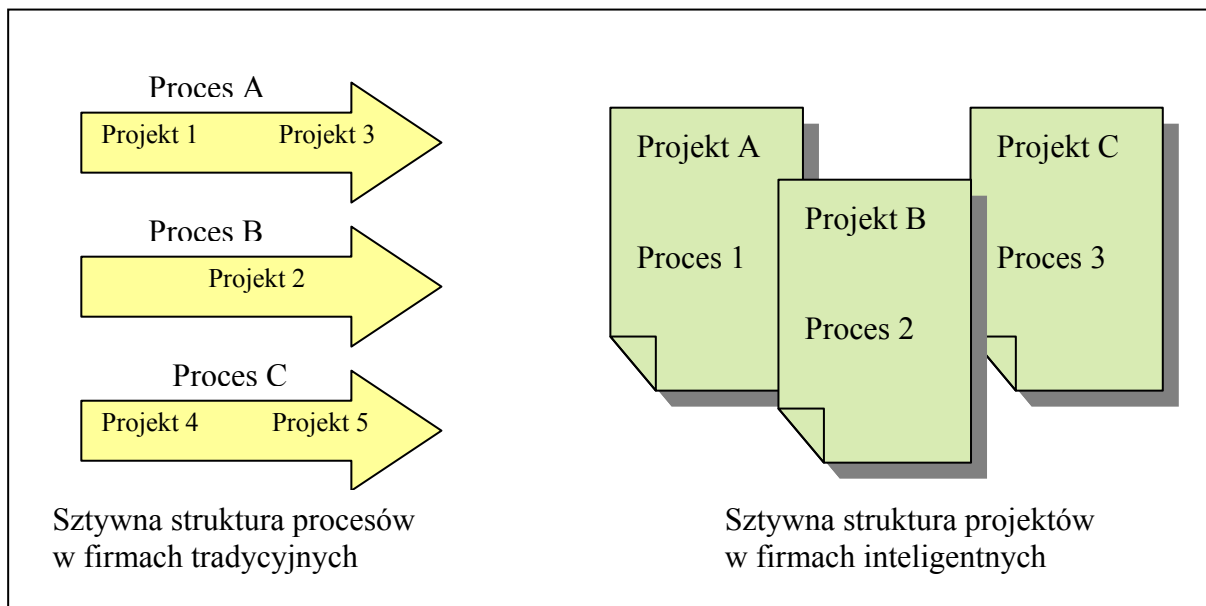 Proces A
Projekt 1 Projekt 3
Proces B
Projekt 2
Proces C
Projekt 4 Projekt 5
Sztywna struktura procesów
w firmach tradycyjnych
Projekt A
Proces 1
Projekt B
Proces 2
Projekt C
Proces 3
Sztywna struktura projektów
w firmach inteligentnych